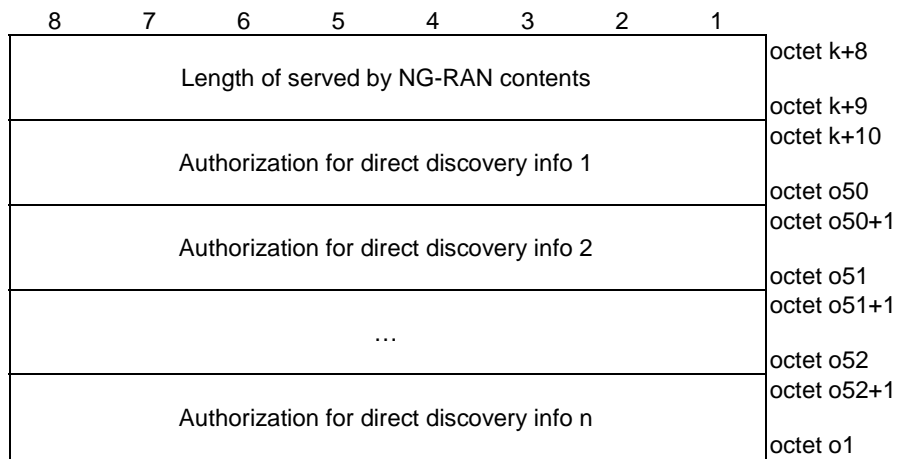 8 7 6 5 4 3 2 1
octet k+8
Length of served by NG-RAN contents
octet k+9
octet k+10
Authorization for direct discovery info 1
octet o50
octet o50+1
Authorization for direct discovery info 2
octet o51
octet o51+1
…
octet o52
octet o52+1
Authorization for direct discovery info n
octet o1